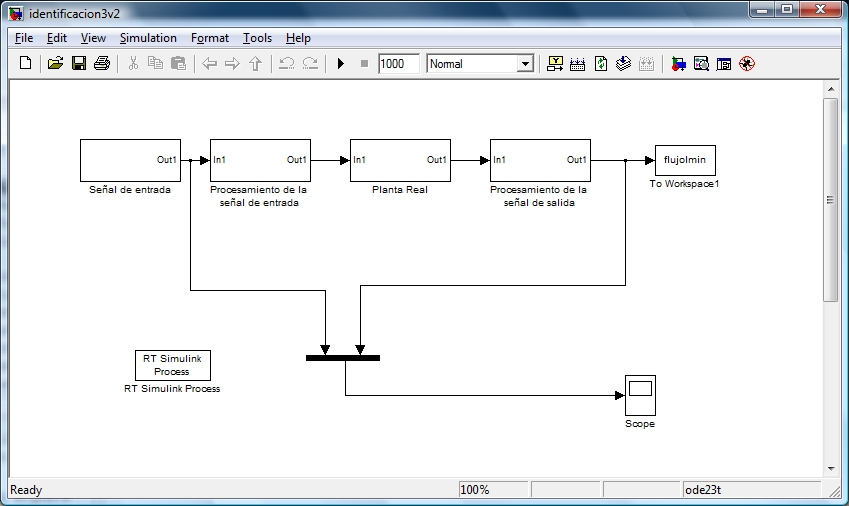 identificacion3v2
File Edit View Simulation Format Tools Help
1000 Normal
Out1 In1 Out1 In1 Out1 In1 Out1 flujolmin
Señal de entrada
Procesamiento de la
señal de entrada
Planta Real
Procesamiento de la
señal de salida
To Workspace1
RT Simulink
Process
RT Simulink Process
Scope
Ready 100% ode23t